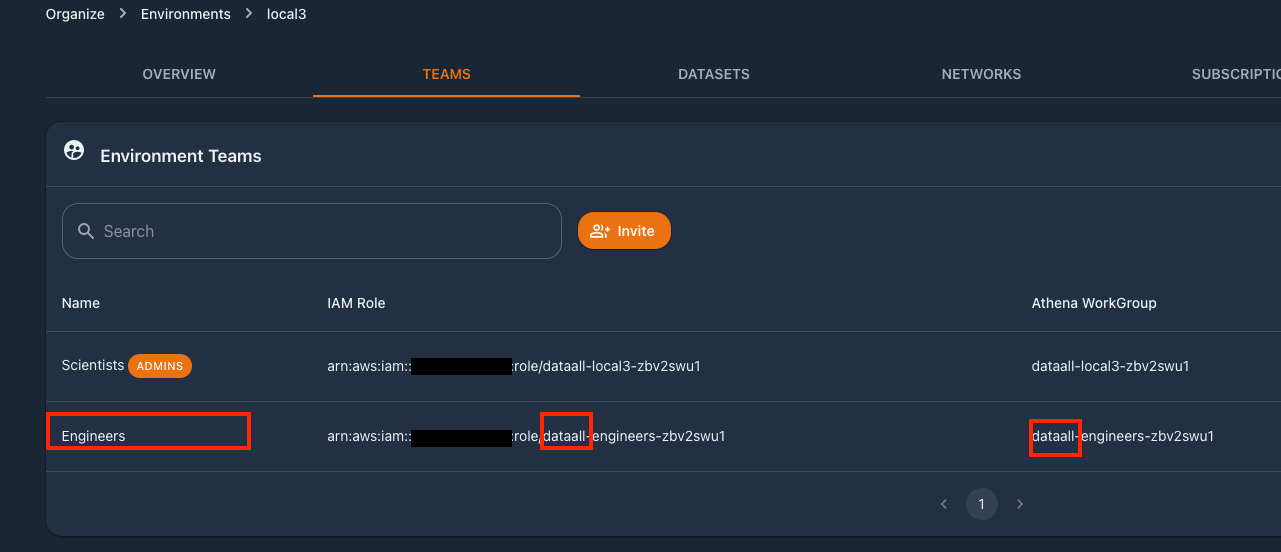 Organize > Environments > local3
OVERVIEW TEAMS DATASETS NETWORKS SUBSCRIPTIO
Environment Teams
Search Invite
Name IAM Role Athena WorkGroup
Scientists ADMINS arn:aws:iam:: :role/dataall-local3-zbv2swu1 dataall-local3-zbv2swu1
Engineers arn:aws:iam:: :role/dataall-engineers-zbv2swu1 dataall-engineers-zbv2swu1
< 1 >